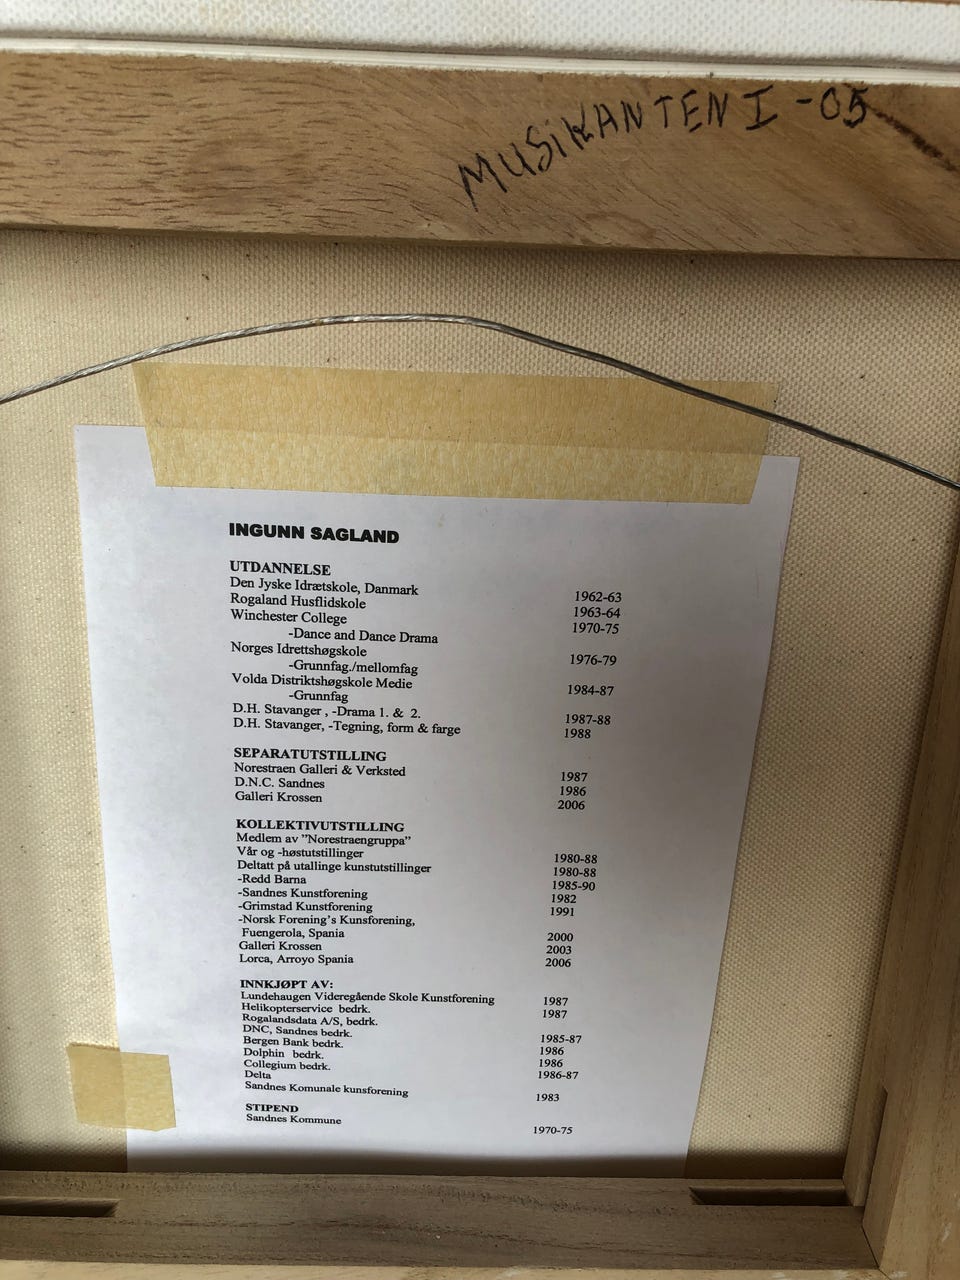 MUSiKANTEN I - 05
INGUNN SAGLAND
UTDANNELSE
Den Jyske Idrætskole, Danmark 1962-63
Rogaland Husflidskole 1963-64
Winchester College 1970-75
-Dance and Dance Drama
Norges Idrettshøgskole 1976-79
-Grunnfag./mellomfag
Volda Distriktshøgskole Medie 1984-87
-Grunnfag
D.H. Stavanger , -Drama 1. & 2. 1987-88
D.H. Stavanger, -Tegning, form & farge 1988
SEPARATUTSTILLING
Norestraen Galleri & Verksted 1987
D.N.C. Sandnes 1986
Galleri Krossen 2006
KOLLEKTIVUTSTILLING
Medlem av ”Norestraengruppa”
Vår og -høstutstillinger 1980-88
Deltatt på utallinge kunstutstillinger 1980-88
-Redd Barna 1985-90
-Sandnes Kunstforening 1982
-Grimstad Kunstforening 1991
-Norsk Forening’s Kunsforening,
Fuengerola, Spania 2000
Galleri Krossen 2003
Lorca, Arroyo Spania 2006
INNKJØPT AV:
Lundehaugen Videregående Skole Kunstforening 1987
Helikopterservice bedrk. 1987
Rogalandsdata A/S, bedrk.
DNC, Sandnes bedrk. 1985-87
Bergen Bank bedrk. 1986
Dolphin bedrk. 1986
Collegium bedrk. 1986-87
Delta
Sandnes Komunale kunsforening 1983
STIPEND
Sandnes Kommune 1970-75